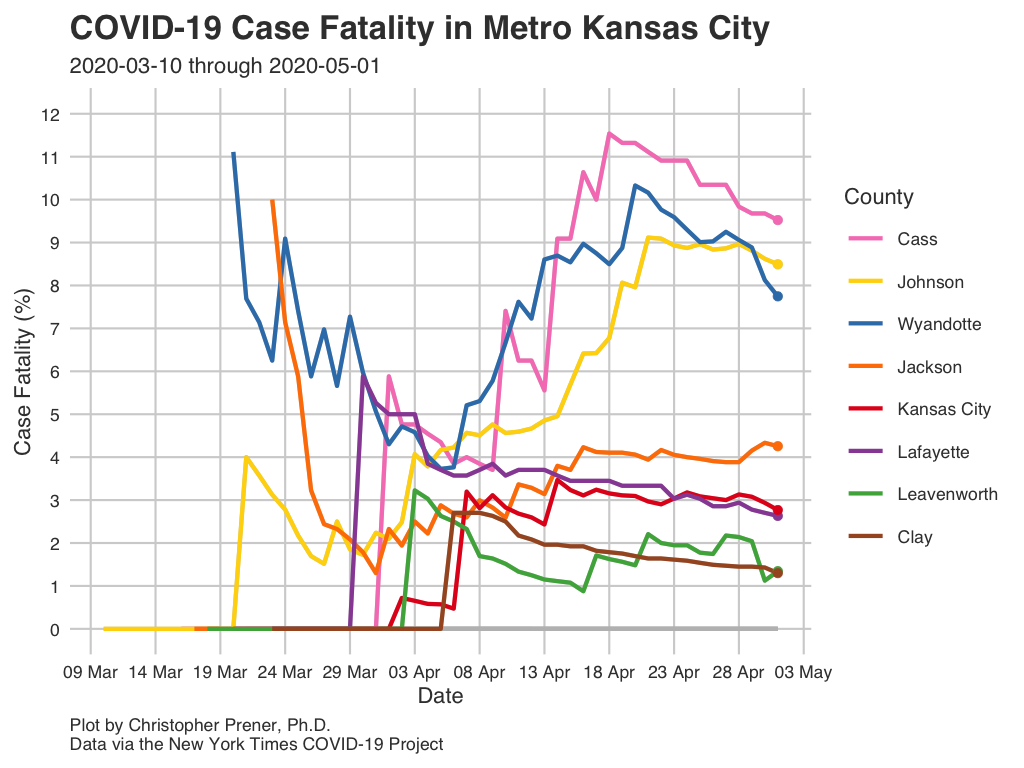 COVID-19 Case Fatality in Metro Kansas City
2020-03-10 through 2020-05-01
Case Fatality (%)
12
11
10
9
8
7
6
5
4
3
2
1
0
09 Mar 14 Mar 19 Mar 24 Mar 29 Mar 03 Apr 08 Apr 13 Apr 18 Apr 23 Apr 28 Apr 03 May
Date
County
Cass
Johnson
Wyandotte
Jackson
Kansas City
Lafayette
Leavenworth
Clay
Plot by Christopher Prener, Ph.D.
Data via the New York Times COVID-19 Project